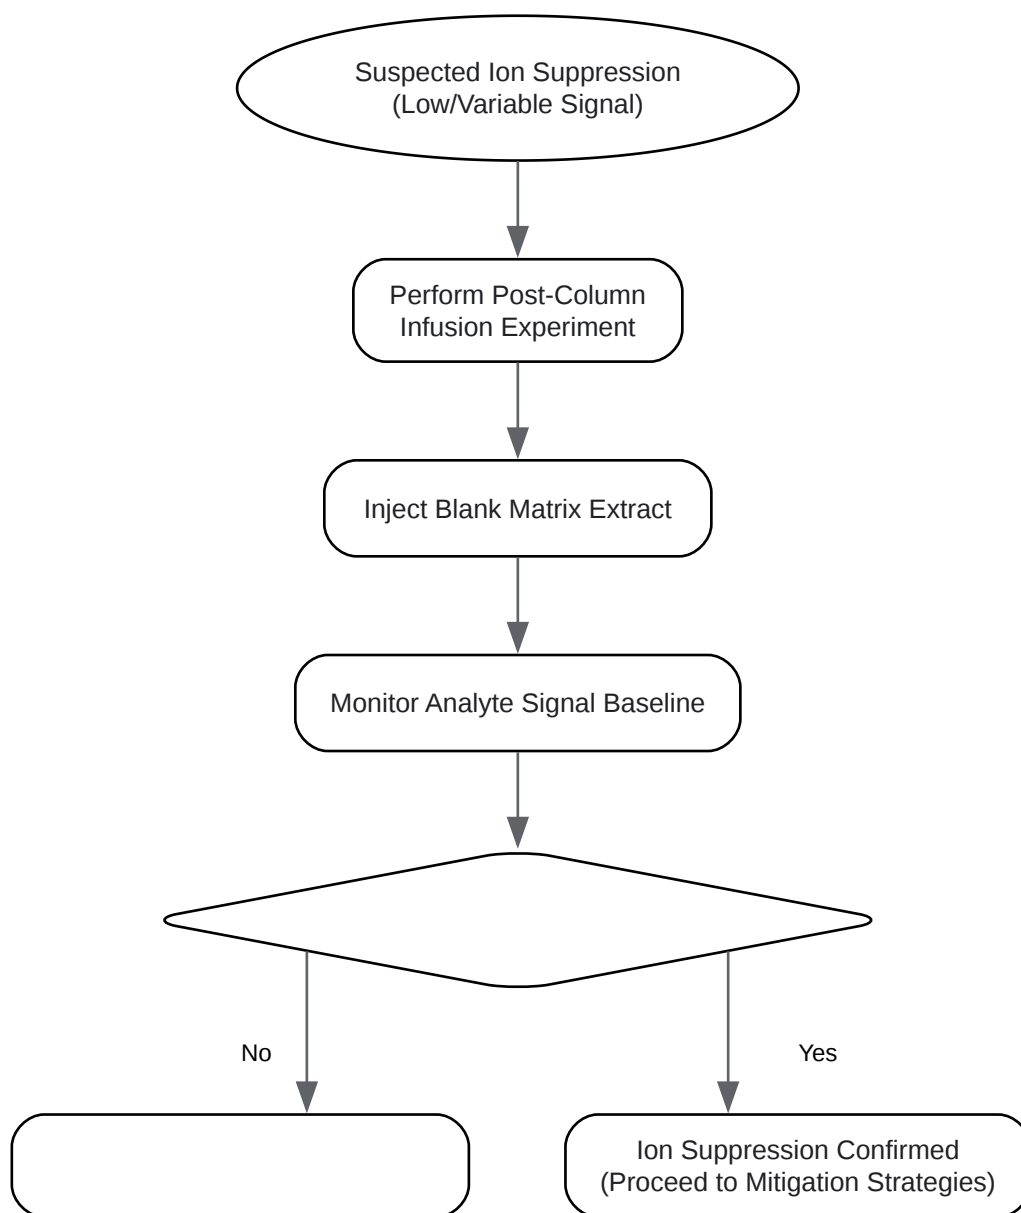 Suspected Ion Suppression
(Low/Variable Signal)
Perform Post-Column
Infusion Experiment
Inject Blank Matrix Extract
Monitor Analyte Signal Baseline
No
Yes
Ion Suppression Confirmed
(Proceed to Mitigation Strategies)